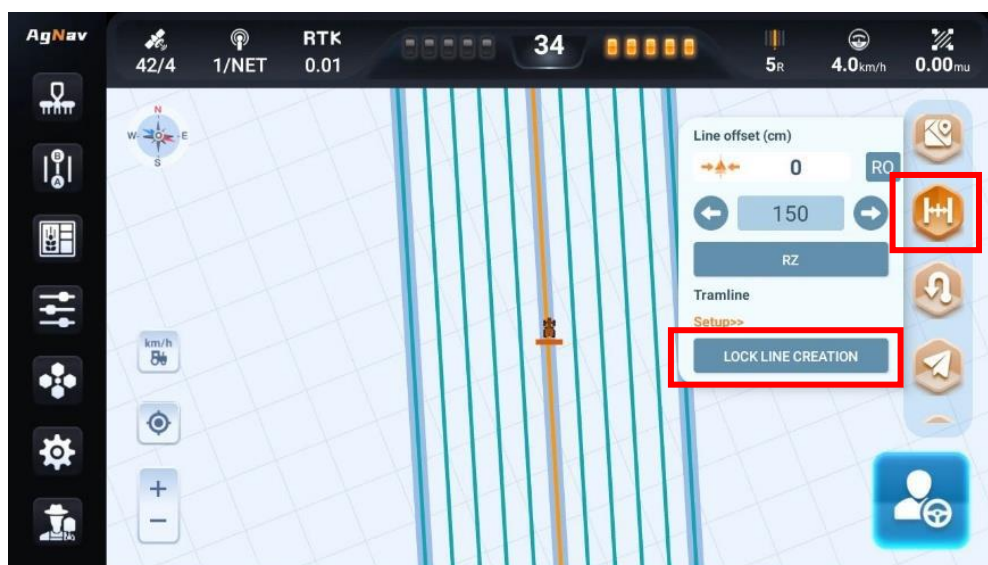 AgNav
42/4
1/NET
RTK
0.01
34
5R
4.0km/h
0.00mu
N
W
E
S
Line offset (cm)
0
RO
150
RZ
Tramline
Setup>>
LOCK LINE CREATION
B
A
km/h
+
−